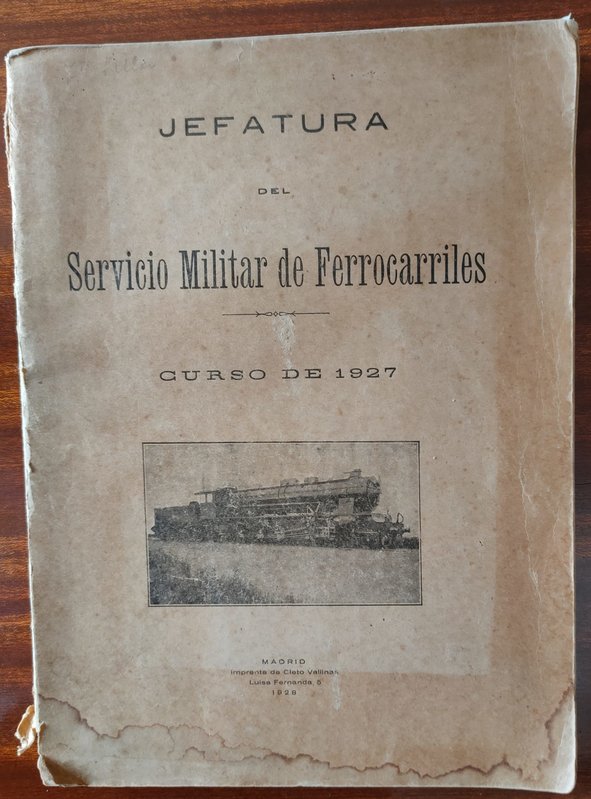 JEFATURA
DEL
Servicio Militar de Ferrocarriles
CURSO DE 1927
MADRID
Imprenta de Cleto Vallinas
Luisa Fernanda, 5
1928